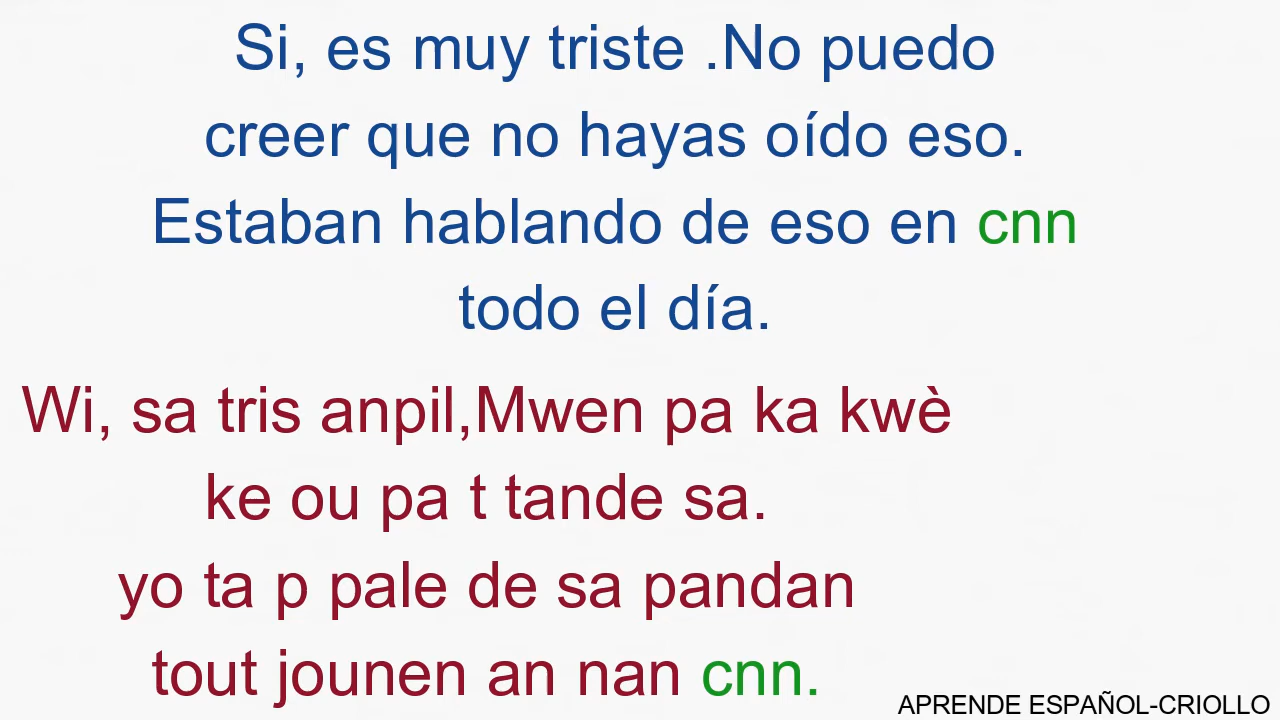 Si, es muy triste .No puedo
creer que no hayas oído eso.
Estaban hablando de eso en cnn
todo el día.
Wi, sa tris anpil,Mwen pa ka kwè
ke ou pa t tande sa.
yo ta p pale de sa pandan
tout jounen an nan cnn.
APRENDE ESPAÑOL-CRIOLLO